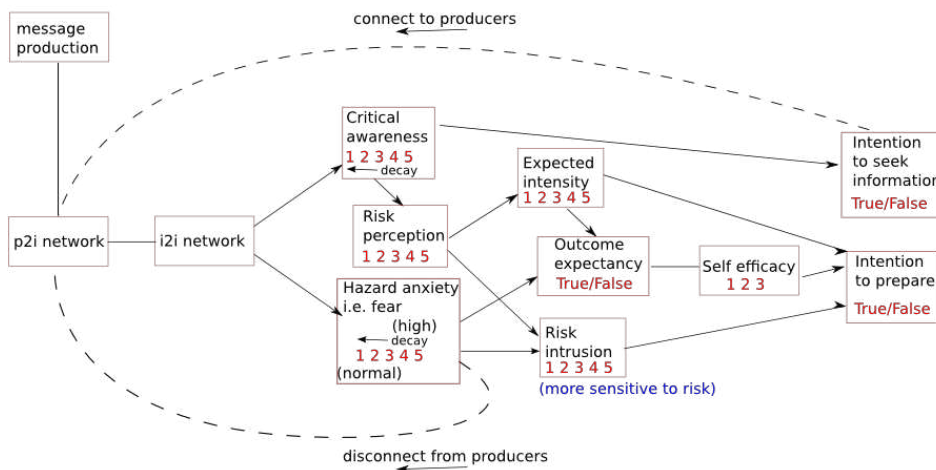 connect to producers
message
production
Critical
awareness
1 2 3 4 5
decay
Expected
intensity
1 2 3 4 5
Intention
to seek
information
True/False
p2i network
i2i network
Risk
perception
1 2 3 4 5
Outcome
expectancy
True/False
Self efficacy
1 2 3
Intention
to prepare
True/False
Hazard anxiety
i.e. fear
(high)
decay
1 2 3 4 5
(normal)
Risk
intrusion
1 2 3 4 5
(more sensitive to risk)
disconnect from producers